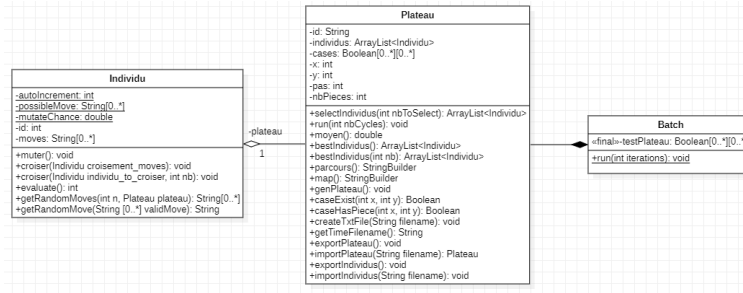 Individu
-autoIncrement: int
-possibleMove: String[0..*]
-mutateChance: double
-id: int
-moves: String[0..*]
+muter(): void
+croiser(Individu croisement_moves): void
+croiser(Individu individu_to_croiser, int nb): void
+evaluate(): int
+getRandomMoves(int n, Plateau plateau): String[0..*]
+getRandomMove(String [0..*] validMove): String
-plateau
1
Plateau
-id: String
-individus: ArrayList<Individu>
-cases: Boolean[0..*][0..*]
-x: int
-y: int
-pas: int
-nbPieces: int
+selectIndividus(int nbToSelect): ArrayList<Individu>
+run(int nbCycles): void
+moyen(): double
+bestIndividus(): ArrayList<Individu>
+bestIndividus(int nb): ArrayList<Individu>
+parcours(): StringBuilder
+map(): StringBuilder
+genPlateau(): void
+caseExist(int x, int y): Boolean
+caseHasPiece(int x, int y): Boolean
+createTxtFile(String filename): void
+getTimeFilename(): String
+exportPlateau(): void
+importPlateau(String filename): Plateau
+exportIndividus(): void
+importIndividus(String filename): void
Batch
«final»-testPlateau: Boolean[0..*][0..*
+run(int iterations): void